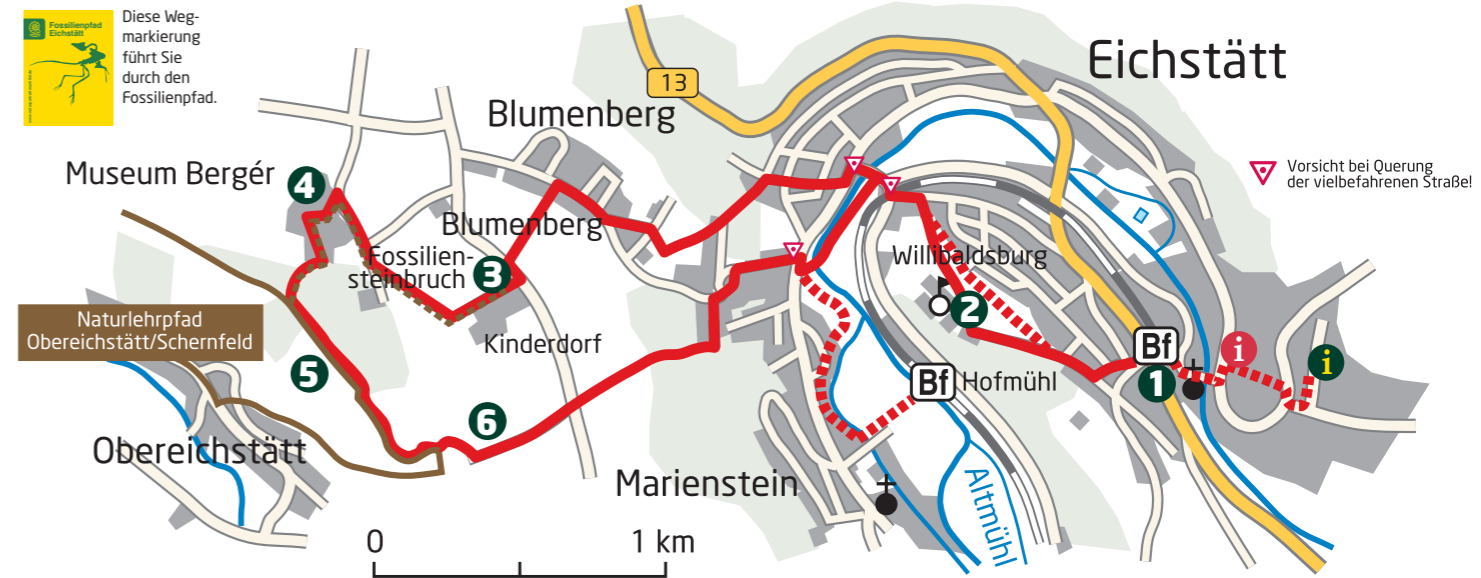 Fossilienpfad
Eichstätt
Diese Weg-
markierung
führt Sie
durch den
Fossilienpfad.
Eichstätt
13
Blumenberg
Vorsicht bei Querung
der vielbefahrenen Straße!
Museum Bergér
4
Blumenberg
Fossilien-
steinbruch
3
Willibaldsburg
2
Naturlehrpfad
Obereichstätt/Schernfeld
Kinderdorf
Bf
1
i
i
5
Bf
Hofmühl
6
Obereichstätt
Marienstein
Altmühl
0
1 km